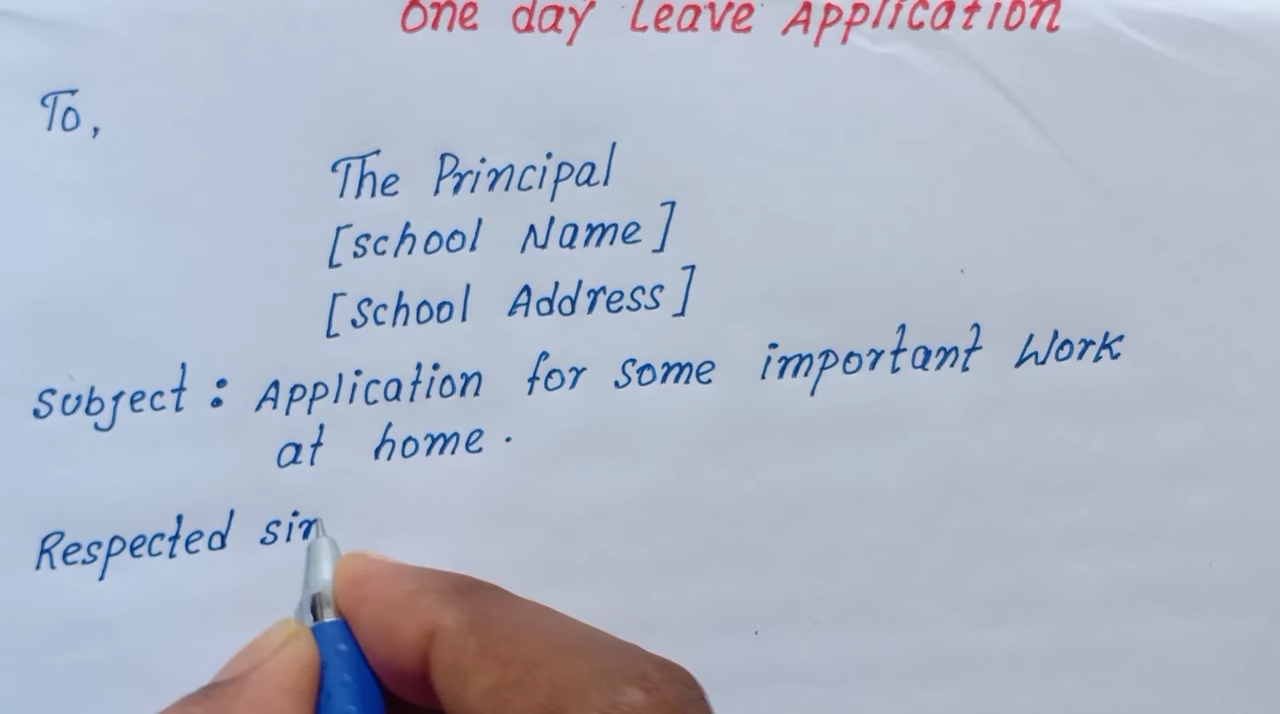 One day Leave Application
To,
The Principal
[School Name]
[School Address]
Subject : Application for some important work
at home.
Respected sir